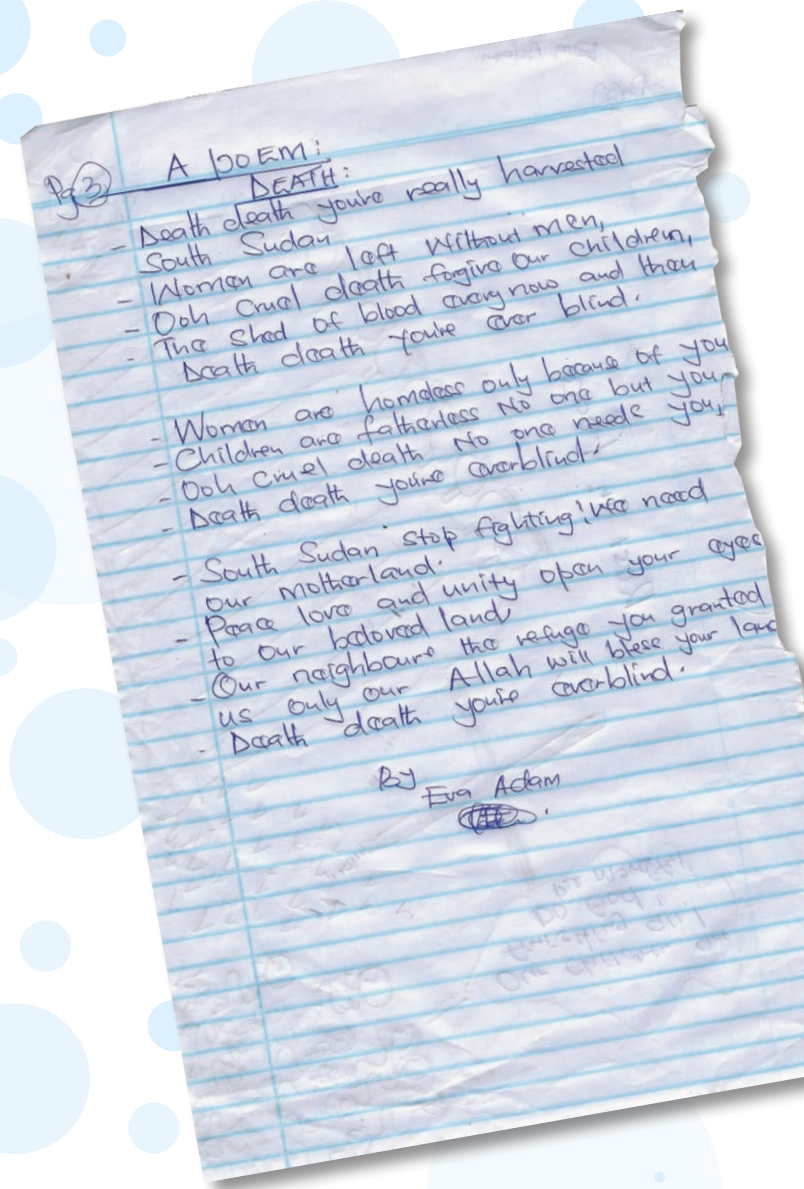 Pg 3 A POEM:
DEATH:
- Death death you're really harvested
South Sudan
- Women are left without men,
- Ooh Cruel death forgive our children,
- The shed of blood every now and then
Death death you're ever blind.
- Women are homeless only because of you
- Children are fatherless No one but you
- Ooh Cruel death No one needs you,
- Death death you're everblind.
- South Sudan stop fighting! we need
our motherland.
- Peace love and unity open your eyes
to our beloved land
- Our neighbours the refuge you granted
us only our Allah will bless your land
- Death death you're everblind.
By
Eva Adam